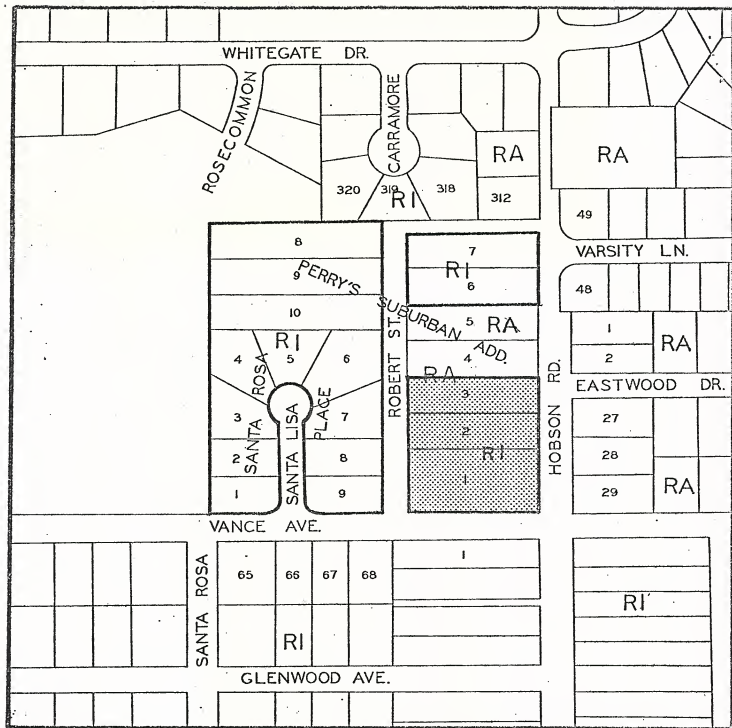 WHITEGATE DR.
ROSECOMMON
CARRAMORE
RA
RA
320 319 318
RI
312
49
VARSITY LN.
8
7
9
RI
6
PERRY'S SUBURBAN ADD.
10
48
5 RA
1
RI
4 5 6
4
2
RA
RA
EASTWOOD DR.
ROBERT ST.
HOBSON RD.
3
27
3 7
SANTA ROSA
SANTA LISA PLACE
2
RI
28
2 8
1
29
RA
1 9
VANCE AVE.
1
65 66 67 68
SANTA ROSA
RI
RI
GLENWOOD AVE.